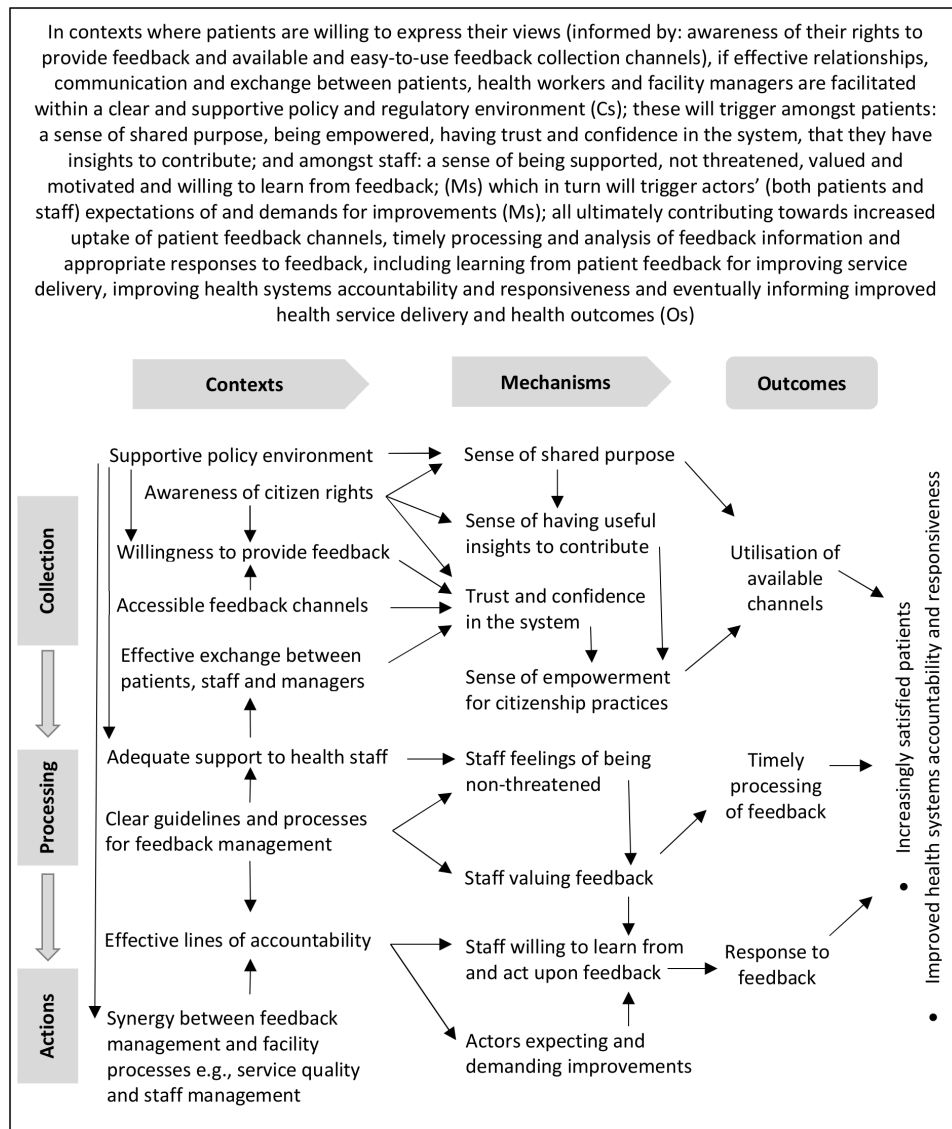 In contexts where patients are willing to express their views (informed by: awareness of their rights to
provide feedback and available and easy-to-use feedback collection channels), if effective relationships,
communication and exchange between patients, health workers and facility managers are facilitated
within a clear and supportive policy and regulatory environment (Cs); these will trigger amongst patients:
a sense of shared purpose, being empowered, having trust and confidence in the system, that they have
insights to contribute; and amongst staff: a sense of being supported, not threatened, valued and
motivated and willing to learn from feedback; (Ms) which in turn will trigger actors’ (both patients and
staff) expectations of and demands for improvements (Ms); all ultimately contributing towards increased
uptake of patient feedback channels, timely processing and analysis of feedback information and
appropriate responses to feedback, including learning from patient feedback for improving service
delivery, improving health systems accountability and responsiveness and eventually informing improved
health service delivery and health outcomes (Os)
Contexts
Mechanisms
Outcomes
Collection
Processing
Actions
Supportive policy environment
Awareness of citizen rights
Willingness to provide feedback
Accessible feedback channels
Effective exchange between
patients, staff and managers
Adequate support to health staff
Clear guidelines and processes
for feedback management
Effective lines of accountability
Synergy between feedback
management and facility
processes e.g., service quality
and staff management
Sense of shared purpose
Sense of having useful
insights to contribute
Trust and confidence
in the system
Sense of empowerment
for citizenship practices
Staff feelings of being
non-threatened
Staff valuing feedback
Staff willing to learn from
and act upon feedback
Actors expecting and
demanding improvements
Utilisation of
available
channels
Timely
processing
of feedback
Response to
feedback
• Increasingly satisfied patients
• Improved health systems accountability and responsiveness